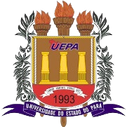 UEPA
1993
UNIVERSIDADE DO ESTADO DO PARÁ